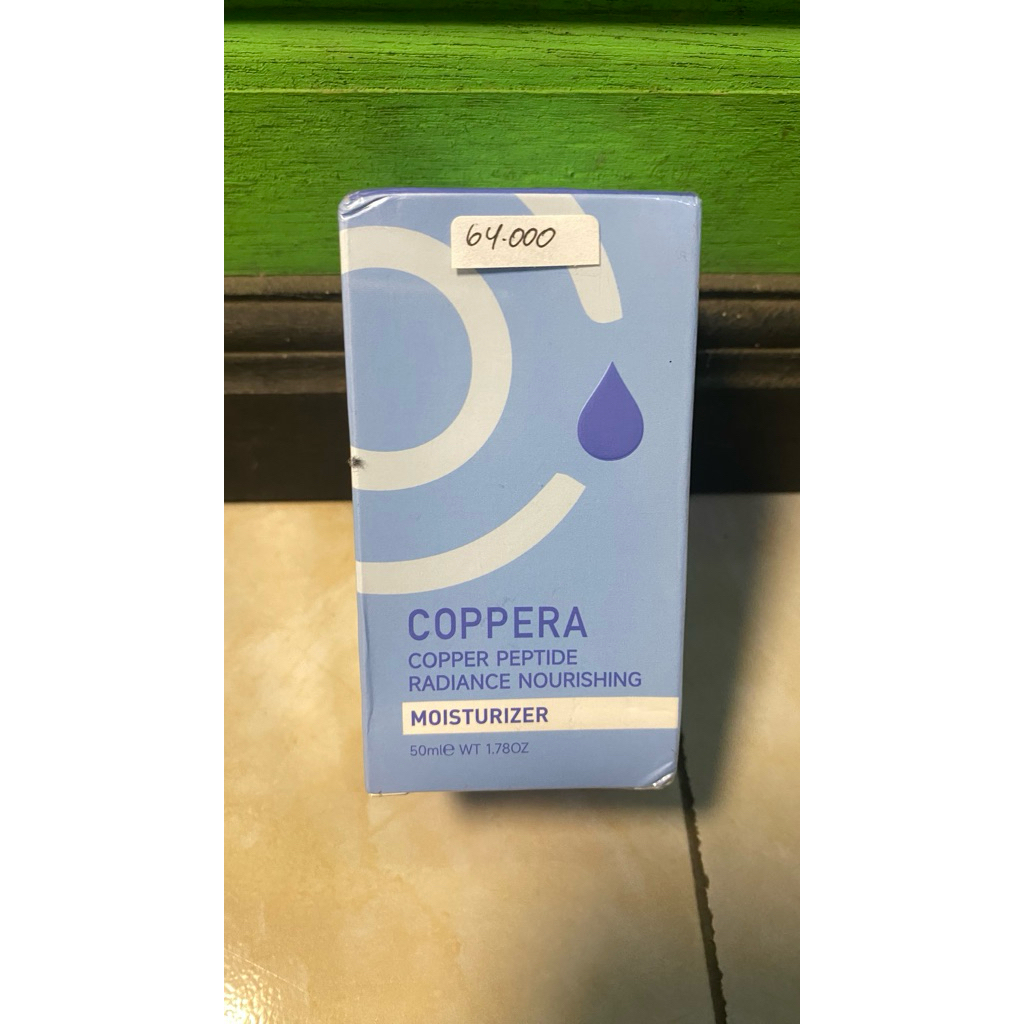 64.000
COPPERA
COPPER PEPTIDE
RADIANCE NOURISHING
MOISTURIZER
50ml℮ WT 1.78OZ